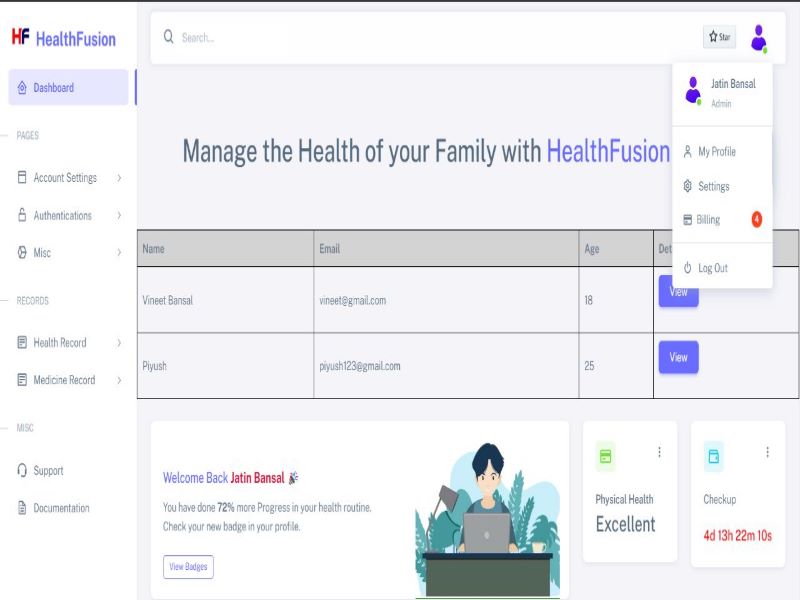 HF HealthFusion
Dashboard
PAGES
Account Settings
Authentications
Misc
RECORDS
Health Record
Medicine Record
MISC
Support
Documentation
Search...
Star
Jatin Bansal
Admin
My Profile
Settings
Billing 4
Log Out
Manage the Health of your Family with HealthFusion
Name Email Age Det
Vineet Bansal vineet@gmail.com 18 View
Piyush piyush123@gmail.com 25 View
Welcome Back Jatin Bansal 🎉
You have done 72% more Progress in your health routine.
Check your new badge in your profile.
View Badges
Physical Health
Excellent
Checkup
4d 13h 22m 10s